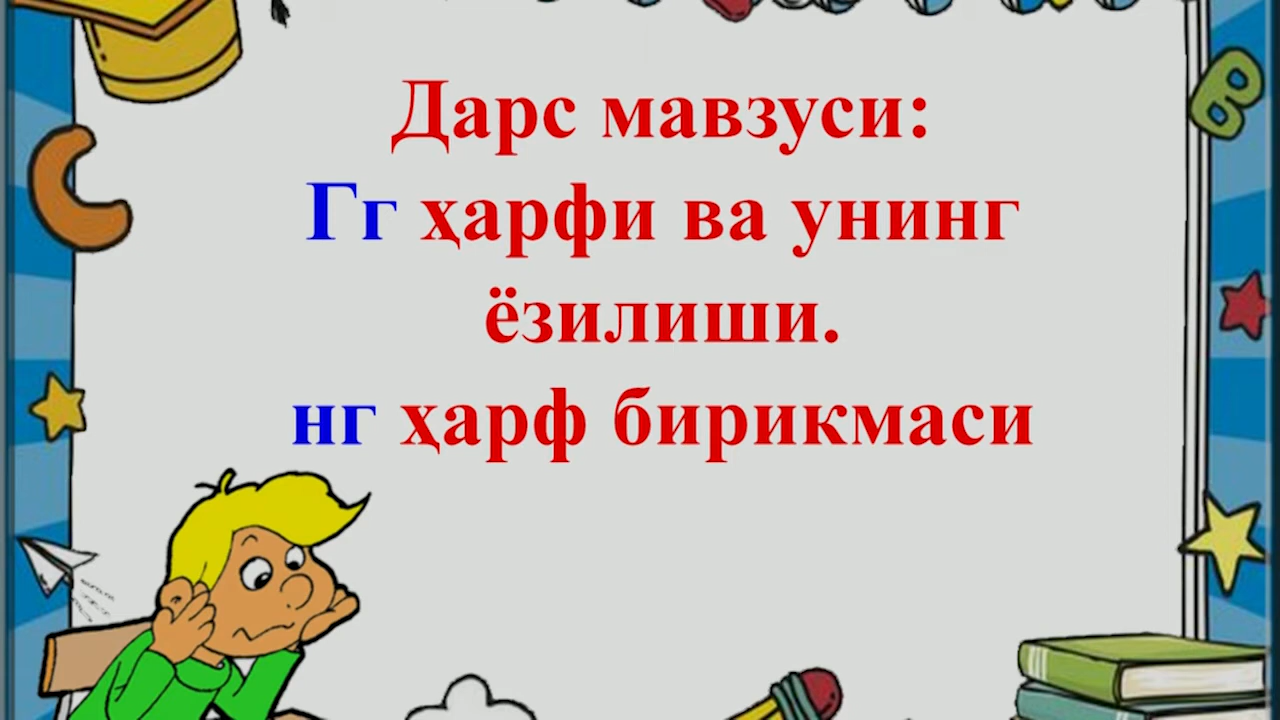 Дарс мавзуси:
Гг ҳарфи ва унинг
ёзилиши.
нг ҳарф бирикмаси